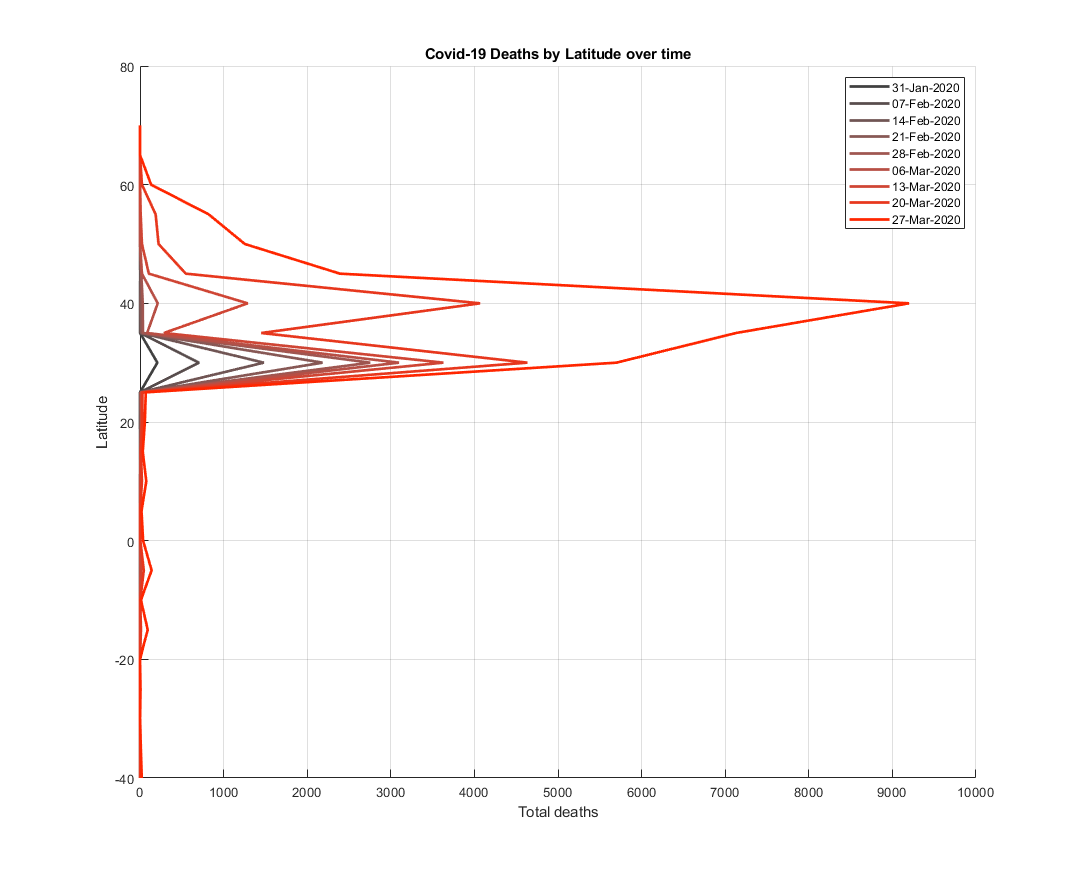 Covid-19 Deaths by Latitude over time
31-Jan-2020
07-Feb-2020
14-Feb-2020
21-Feb-2020
28-Feb-2020
06-Mar-2020
13-Mar-2020
20-Mar-2020
27-Mar-2020
Latitude
80
60
40
20
0
-20
-40
0 1000 2000 3000 4000 5000 6000 7000 8000 9000 10000
Total deaths